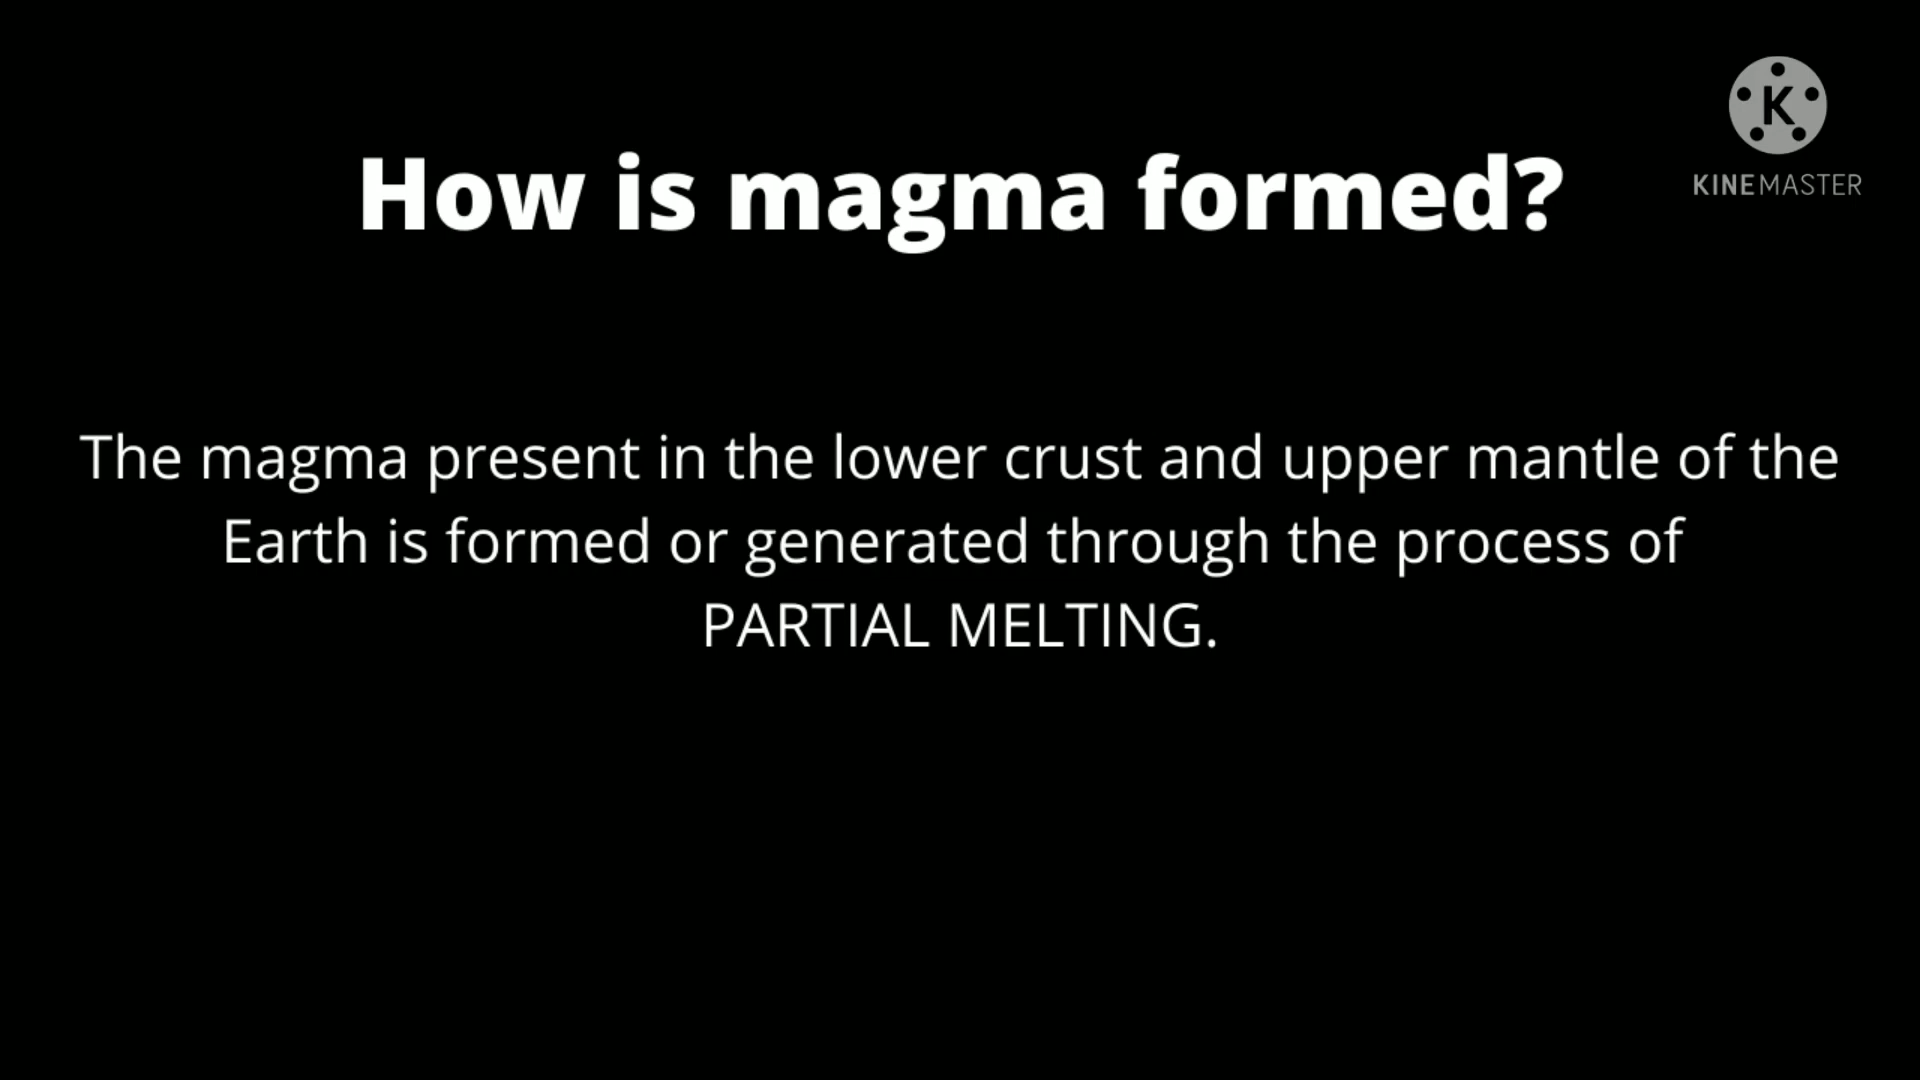 K
KINEMASTER
How is magma formed?
The magma present in the lower crust and upper mantle of the
Earth is formed or generated through the process of
PARTIAL MELTING.